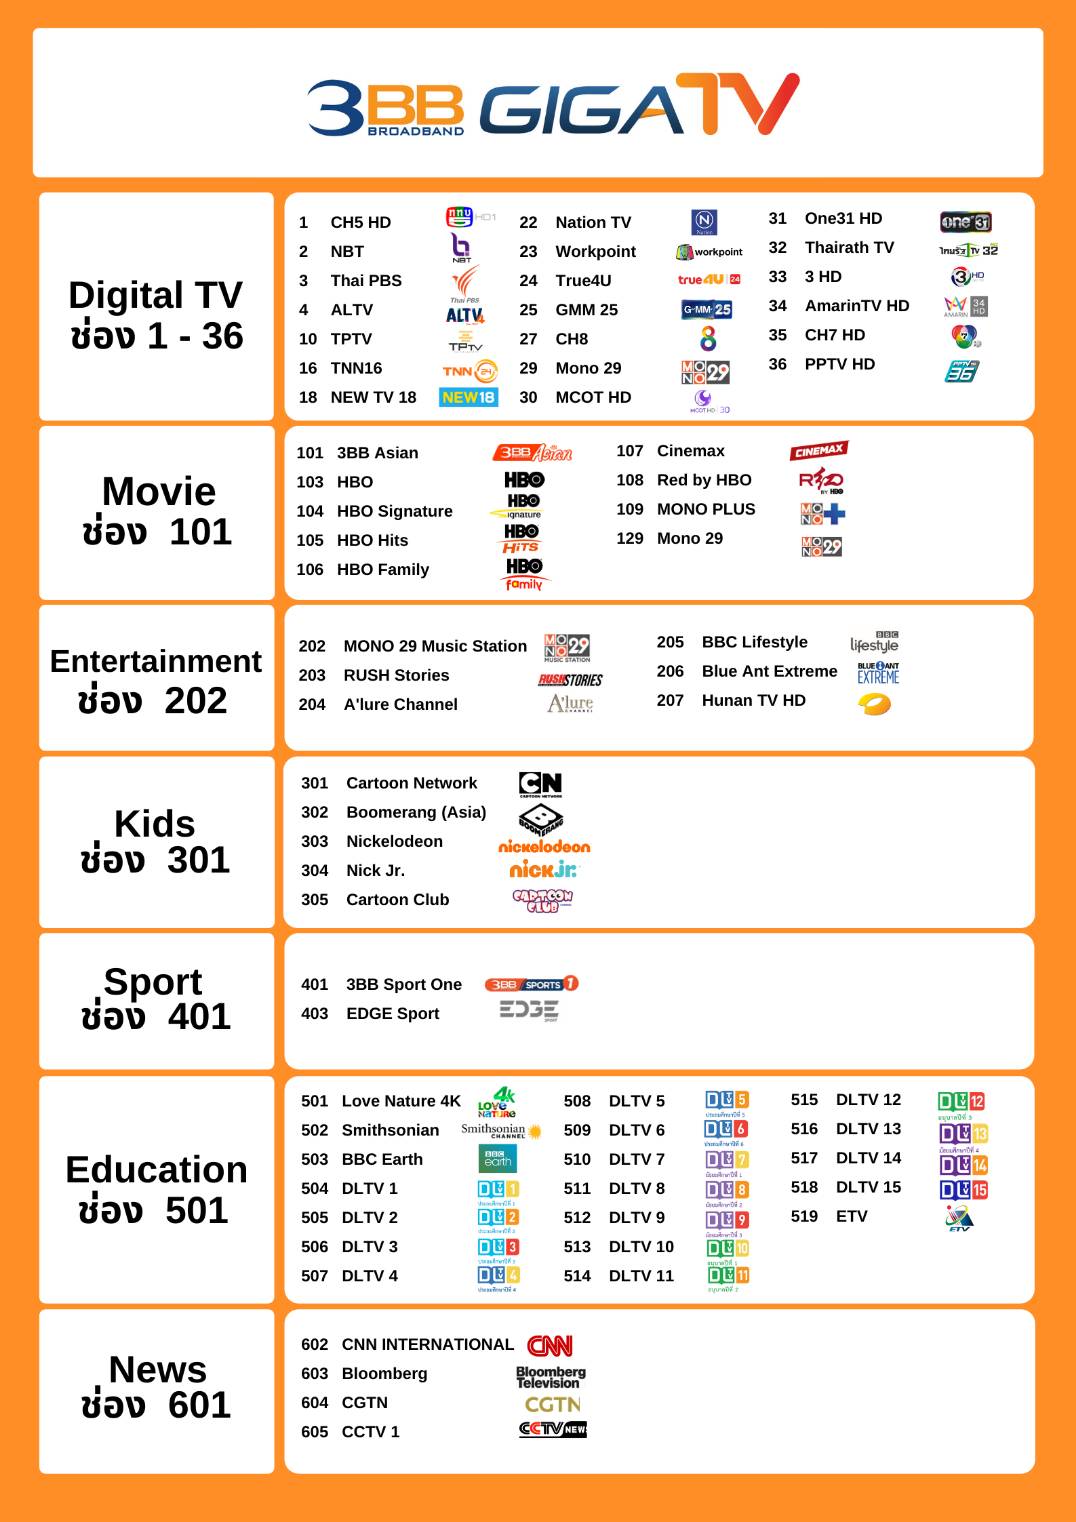 3BB GIGATV
BROADBAND
Digital TV
ช่อง 1 - 36
1 CH5 HD
2 NBT
3 Thai PBS
4 ALTV
10 TPTV
16 TNN16
18 NEW TV 18
22 Nation TV
23 Workpoint
24 True4U
25 GMM 25
27 CH8
29 Mono 29
30 MCOT HD
31 One31 HD
32 Thairath TV
33 3 HD
34 AmarinTV HD
35 CH7 HD
36 PPTV HD
Movie
ช่อง 101
101 3BB Asian
103 HBO
104 HBO Signature
105 HBO Hits
106 HBO Family
107 Cinemax
108 Red by HBO
109 MONO PLUS
129 Mono 29
Entertainment
ช่อง 202
202 MONO 29 Music Station
203 RUSH Stories
204 A'lure Channel
205 BBC Lifestyle
206 Blue Ant Extreme
207 Hunan TV HD
Kids
ช่อง 301
301 Cartoon Network
302 Boomerang (Asia)
303 Nickelodeon
304 Nick Jr.
305 Cartoon Club
Sport
ช่อง 401
401 3BB Sport One
403 EDGE Sport
Education
ช่อง 501
501 Love Nature 4K
502 Smithsonian
503 BBC Earth
504 DLTV 1
505 DLTV 2
506 DLTV 3
507 DLTV 4
508 DLTV 5
509 DLTV 6
510 DLTV 7
511 DLTV 8
512 DLTV 9
513 DLTV 10
514 DLTV 11
515 DLTV 12
516 DLTV 13
517 DLTV 14
518 DLTV 15
519 ETV
News
ช่อง 601
602 CNN INTERNATIONAL
603 Bloomberg
604 CGTN
605 CCTV 1